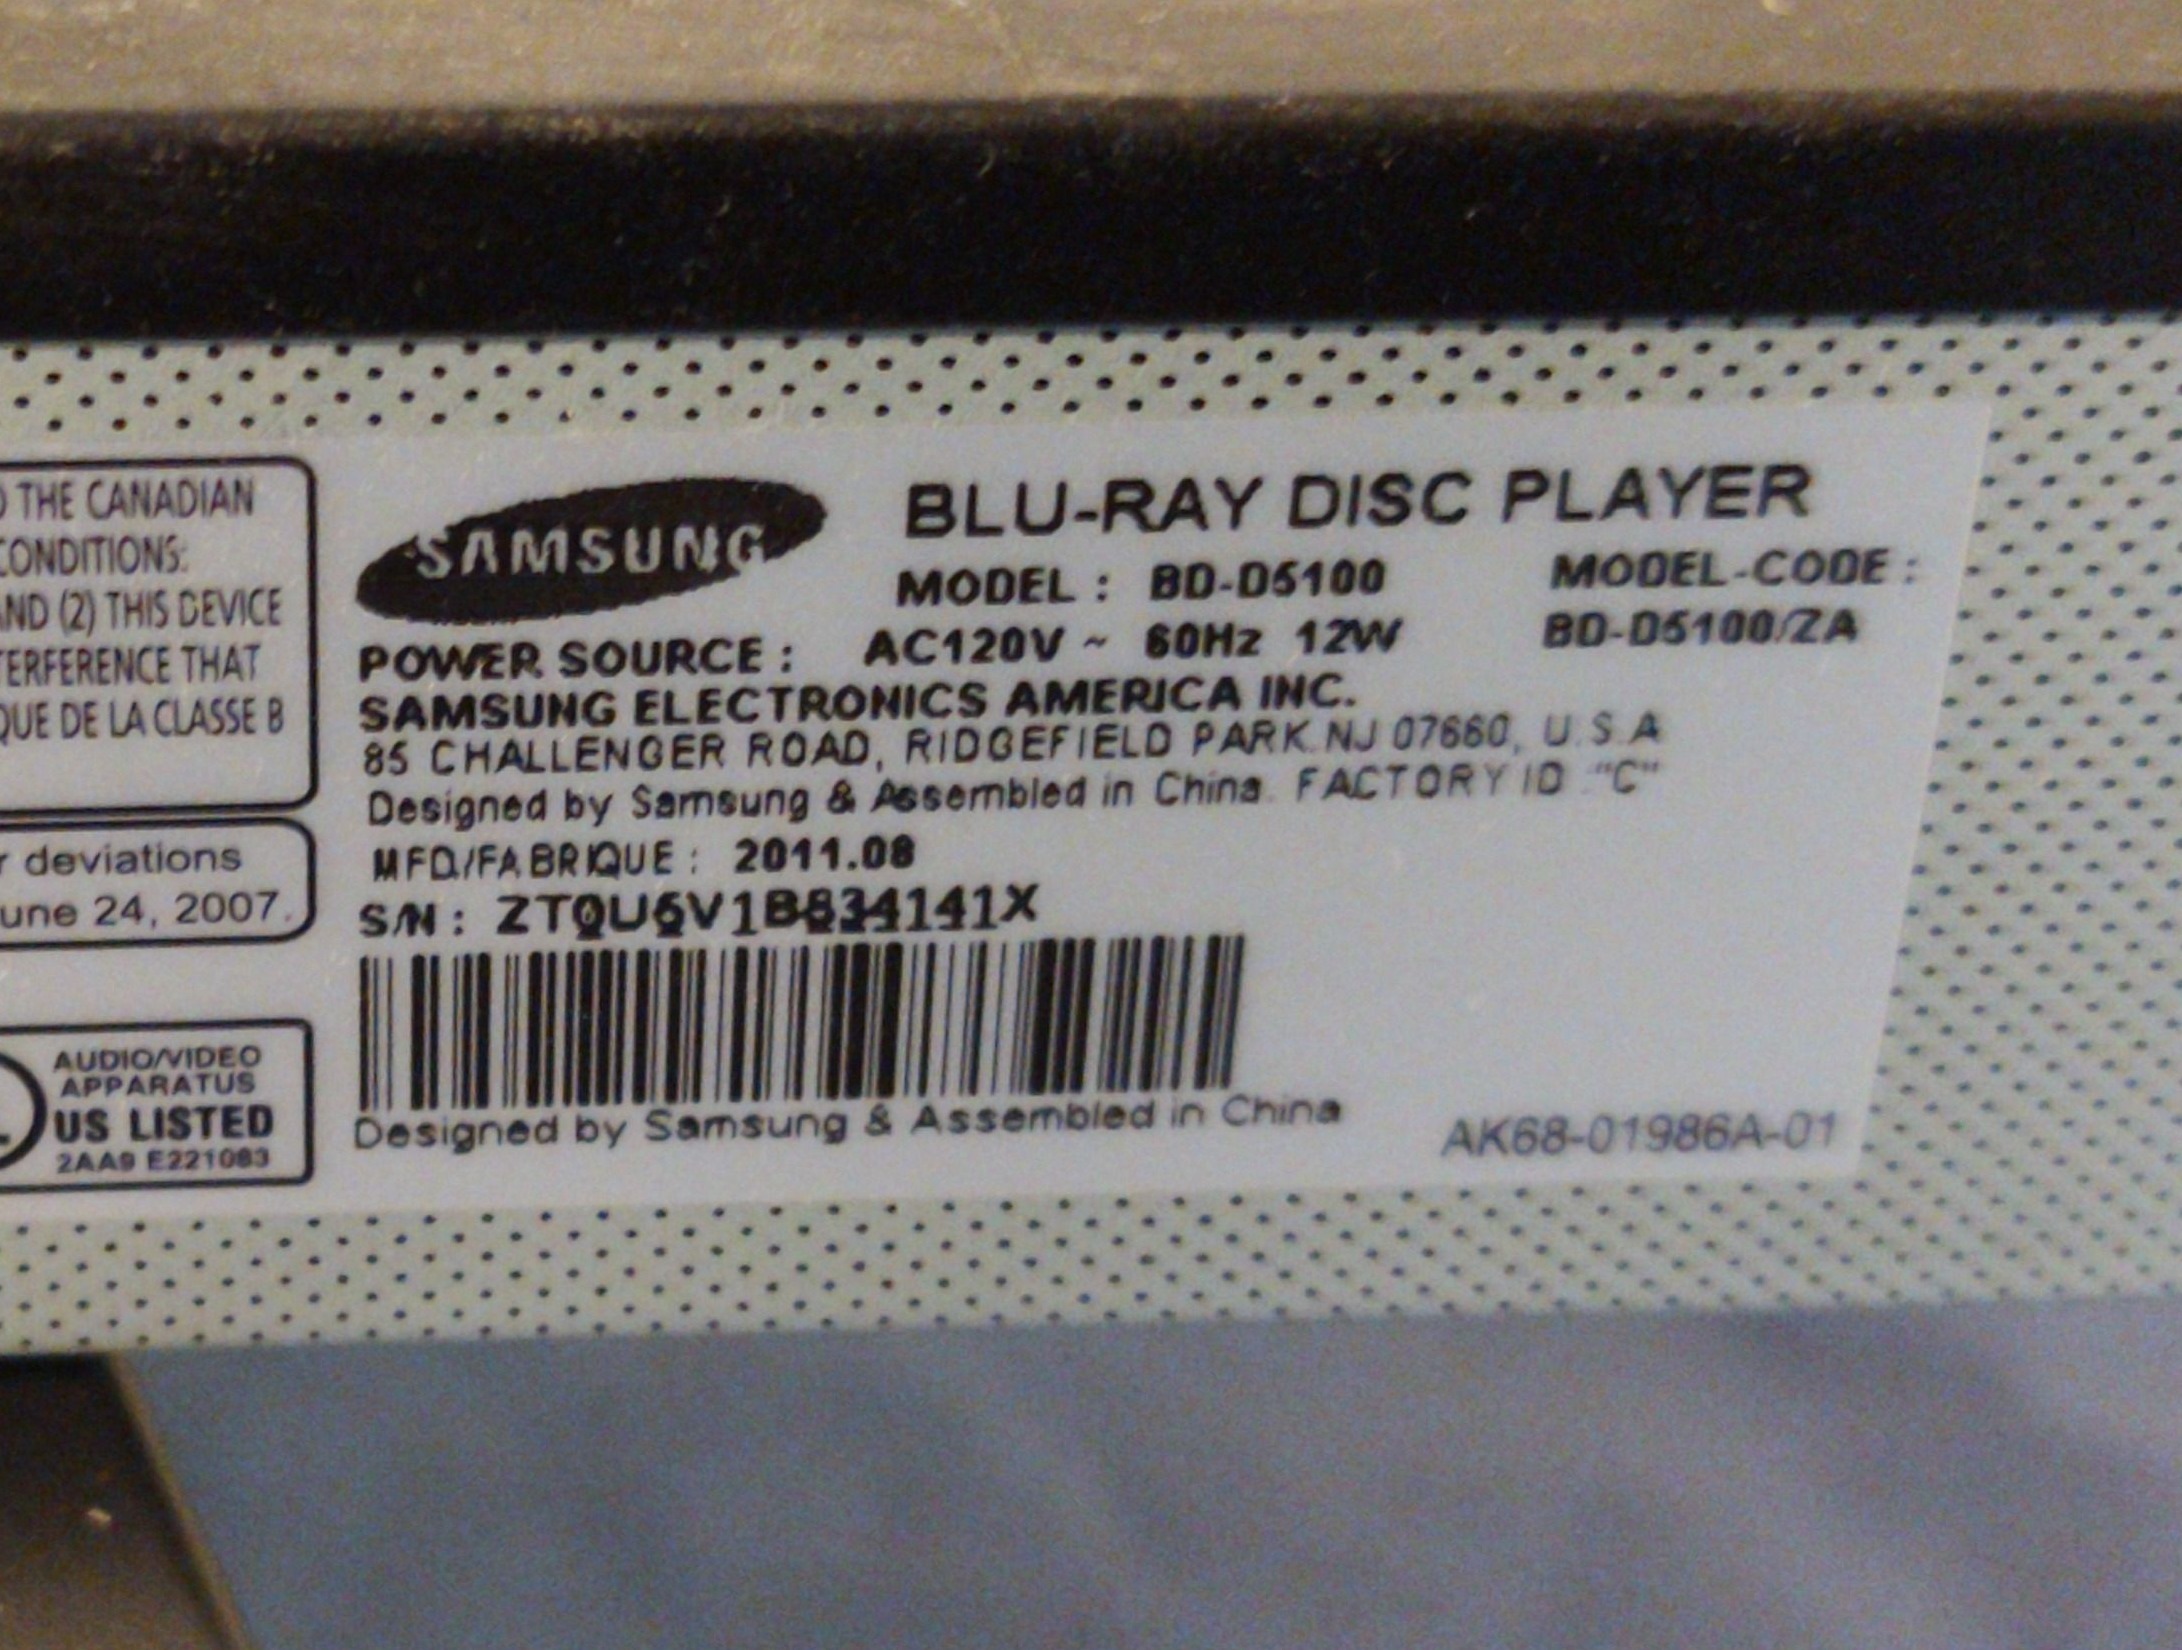 THE CANADIAN
CONDITIONS:
AND (2) THIS DEVICE
TERFERENCE THAT
QUE DE LA CLASSE B
r deviations
une 24, 2007.
AUDIO/VIDEO
APPARATUS
US LISTED
2AA9 E221083
SAMSUNG
BLU-RAY DISC PLAYER
MODEL : BD-D5100 MODEL-CODE :
POWER SOURCE : AC120V ~ 60Hz 12W BD-D5100/ZA
SAMSUNG ELECTRONICS AMERICA INC.
85 CHALLENGER ROAD, RIDGEFIELD PARK NJ 07660, U.S.A
Designed by Samsung & Assembled in China. FACTORY ID : "C"
MFD./FABRIQUE : 2011.08
S/N :
Designed by Samsung & Assembled in China
AK68-01986A-01